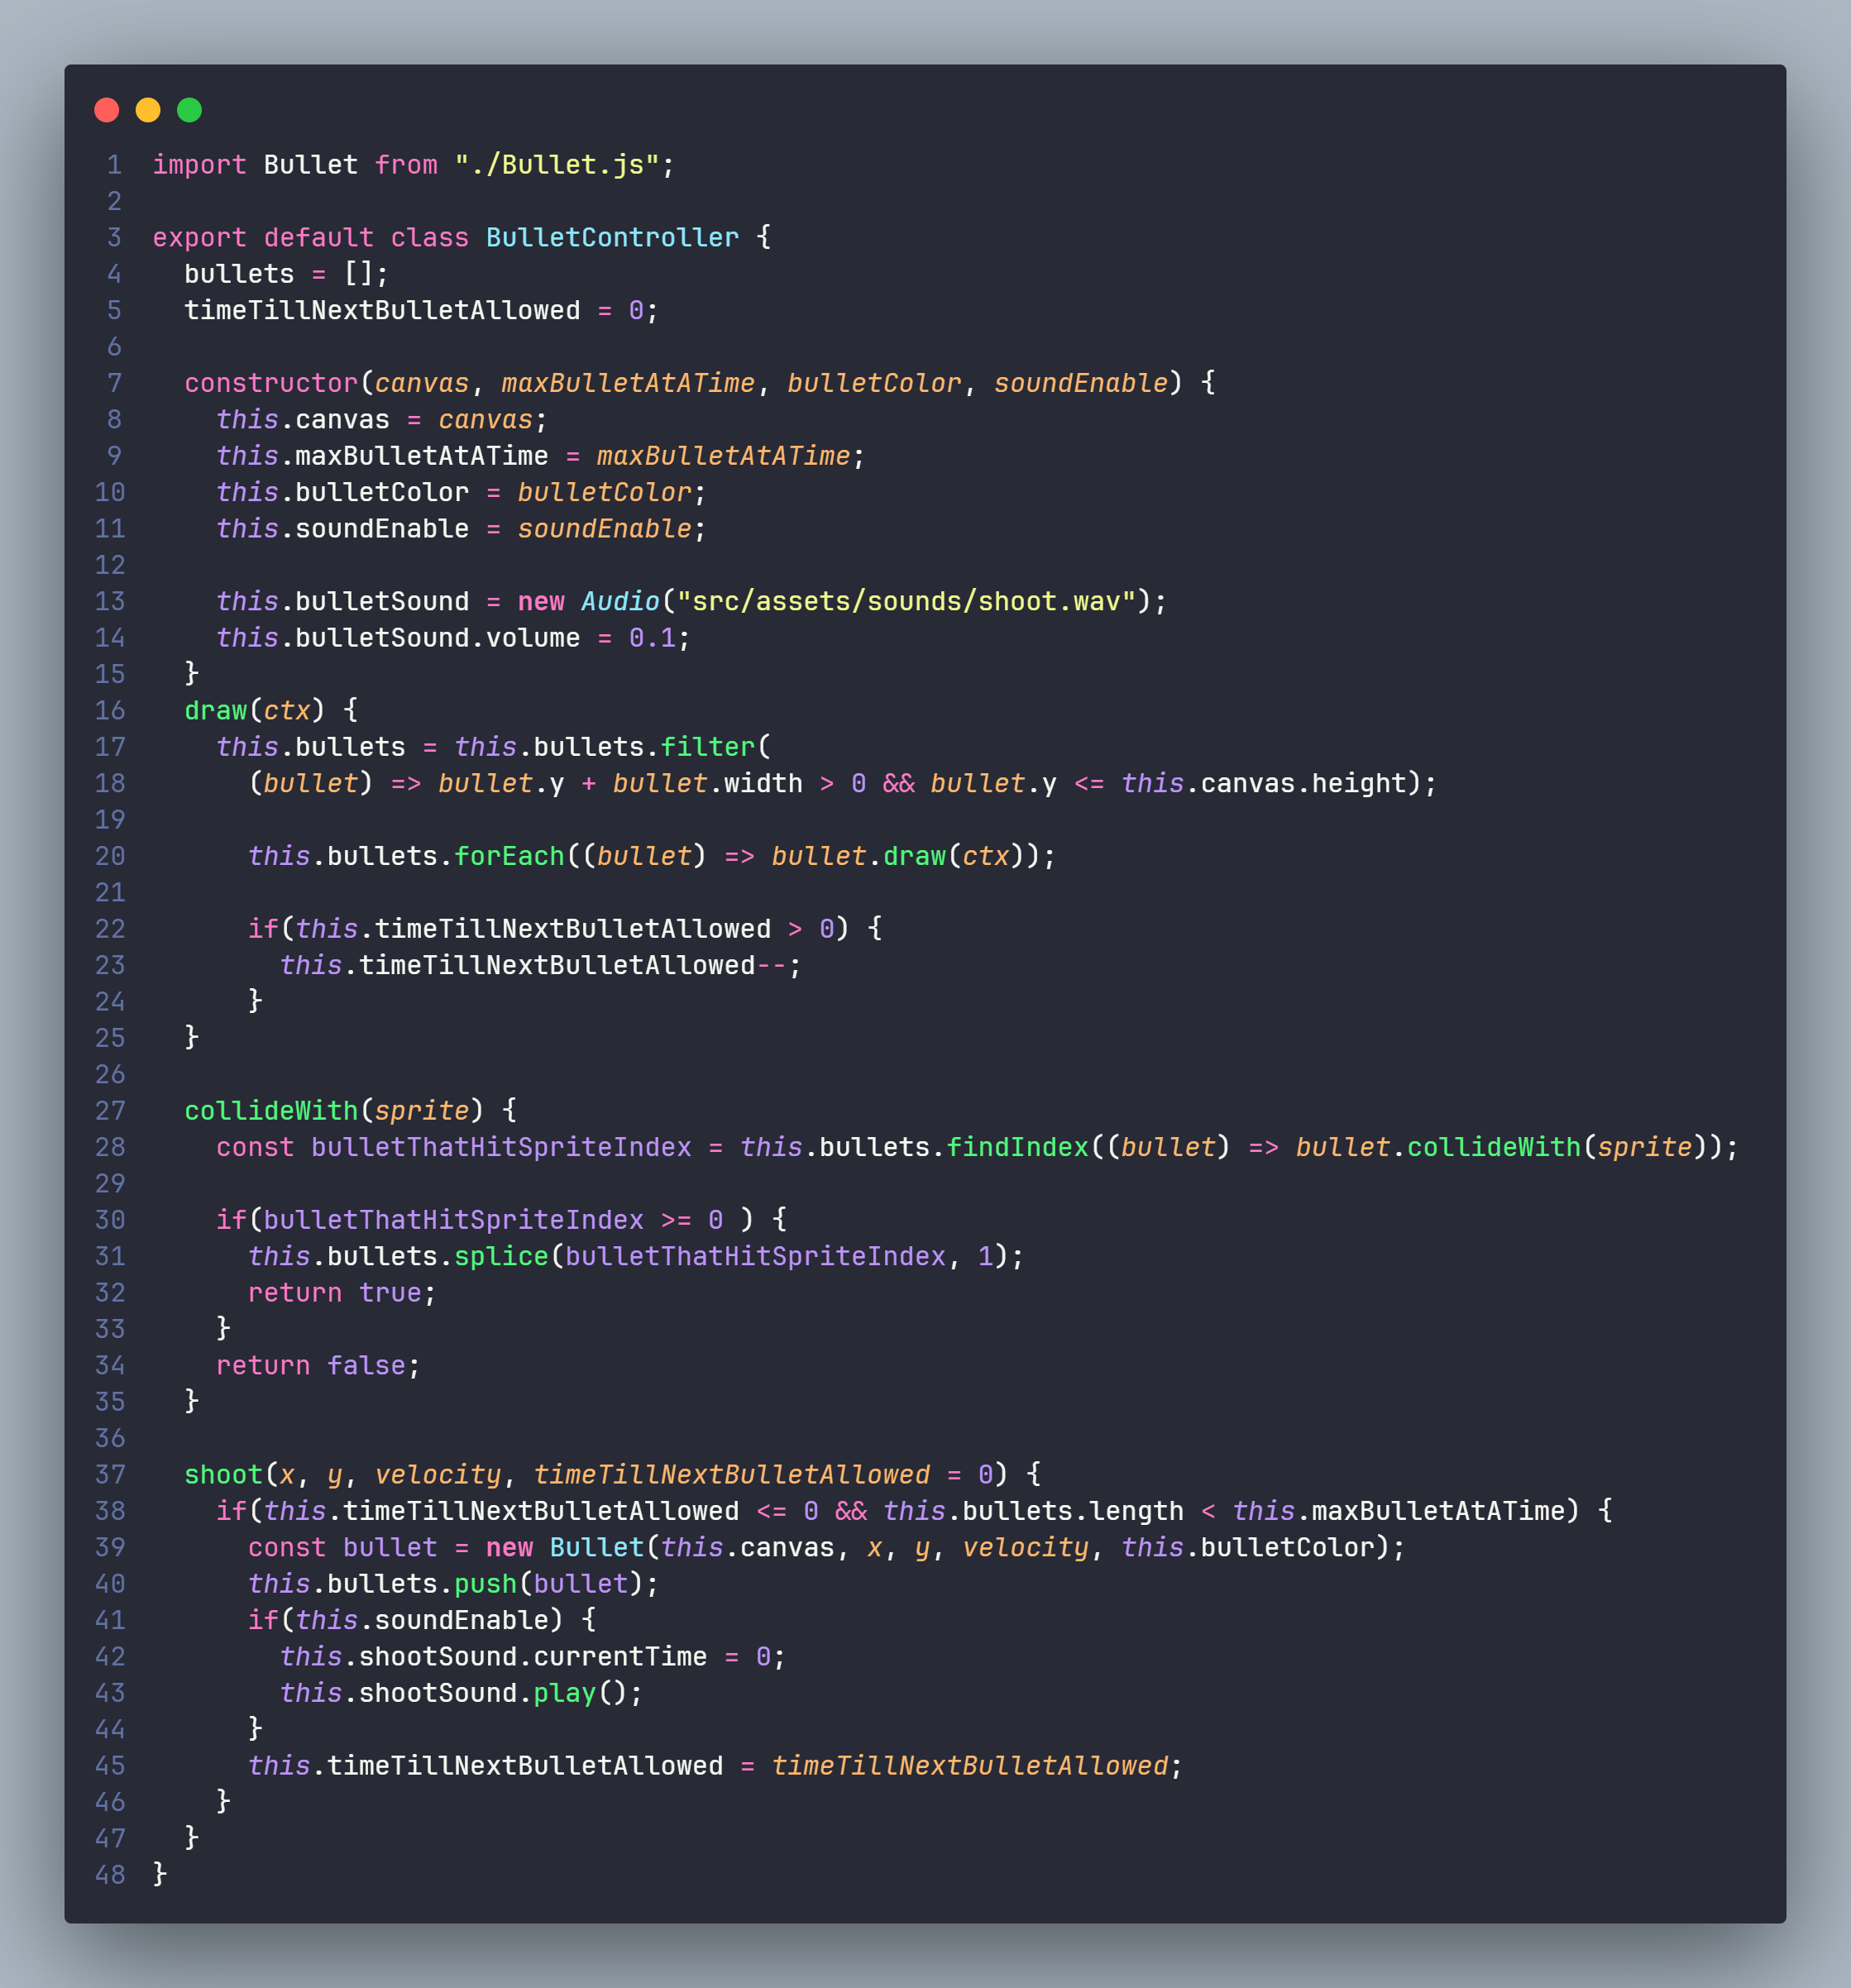 1 import Bullet from "./Bullet.js";
2
3 export default class BulletController {
4   bullets = [];
5   timeTillNextBulletAllowed = 0;
6
7   constructor(canvas, maxBulletAtATime, bulletColor, soundEnable) {
8     this.canvas = canvas;
9     this.maxBulletAtATime = maxBulletAtATime;
10     this.bulletColor = bulletColor;
11     this.soundEnable = soundEnable;
12
13     this.bulletSound = new Audio("src/assets/sounds/shoot.wav");
14     this.bulletSound.volume = 0.1;
15   }
16   draw(ctx) {
17     this.bullets = this.bullets.filter(
18       (bullet) => bullet.y + bullet.width > 0 && bullet.y <= this.canvas.height);
19
20       this.bullets.forEach((bullet) => bullet.draw(ctx));
21
22       if(this.timeTillNextBulletAllowed > 0) {
23         this.timeTillNextBulletAllowed--;
24       }
25   }
26
27   collideWith(sprite) {
28     const bulletThatHitSpriteIndex = this.bullets.findIndex((bullet) => bullet.collideWith(sprite));
29
30     if(bulletThatHitSpriteIndex >= 0 ) {
31       this.bullets.splice(bulletThatHitSpriteIndex, 1);
32       return true;
33     }
34     return false;
35   }
36
37   shoot(x, y, velocity, timeTillNextBulletAllowed = 0) {
38     if(this.timeTillNextBulletAllowed <= 0 && this.bullets.length < this.maxBulletAtATime) {
39       const bullet = new Bullet(this.canvas, x, y, velocity, this.bulletColor);
40       this.bullets.push(bullet);
41       if(this.soundEnable) {
42         this.shootSound.currentTime = 0;
43         this.shootSound.play();
44       }
45       this.timeTillNextBulletAllowed = timeTillNextBulletAllowed;
46     }
47   }
48 }